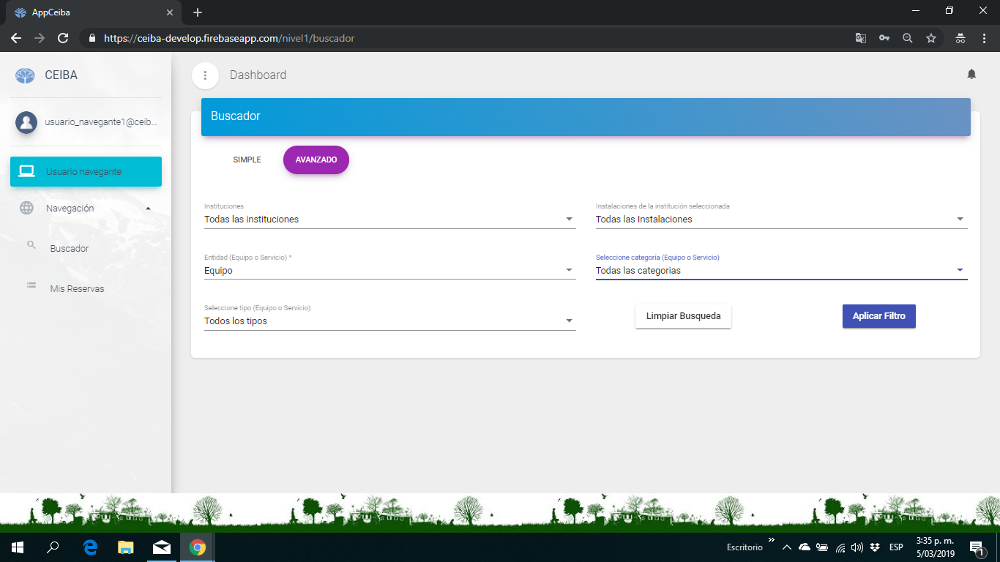 AppCeiba
https://ceiba-develop.firebaseapp.com/nivel1/buscador
CEIBA
Dashboard
usuario_navegante1@ceib...
Usuario navegante
Navegación
Buscador
Mis Reservas
Buscador
SIMPLE
AVANZADO
Instituciones
Todas las instituciones
Instalaciones de la institución seleccionada
Todas las Instalaciones
Entidad (Equipo o Servicio) *
Equipo
Seleccione categoría (Equipo o Servicio)
Todas las categorias
Seleccione tipo (Equipo o Servicio)
Todos los tipos
Limpiar Busqueda
Aplicar Filtro
Escritorio
ESP
3:35 p. m.
5/03/2019
1